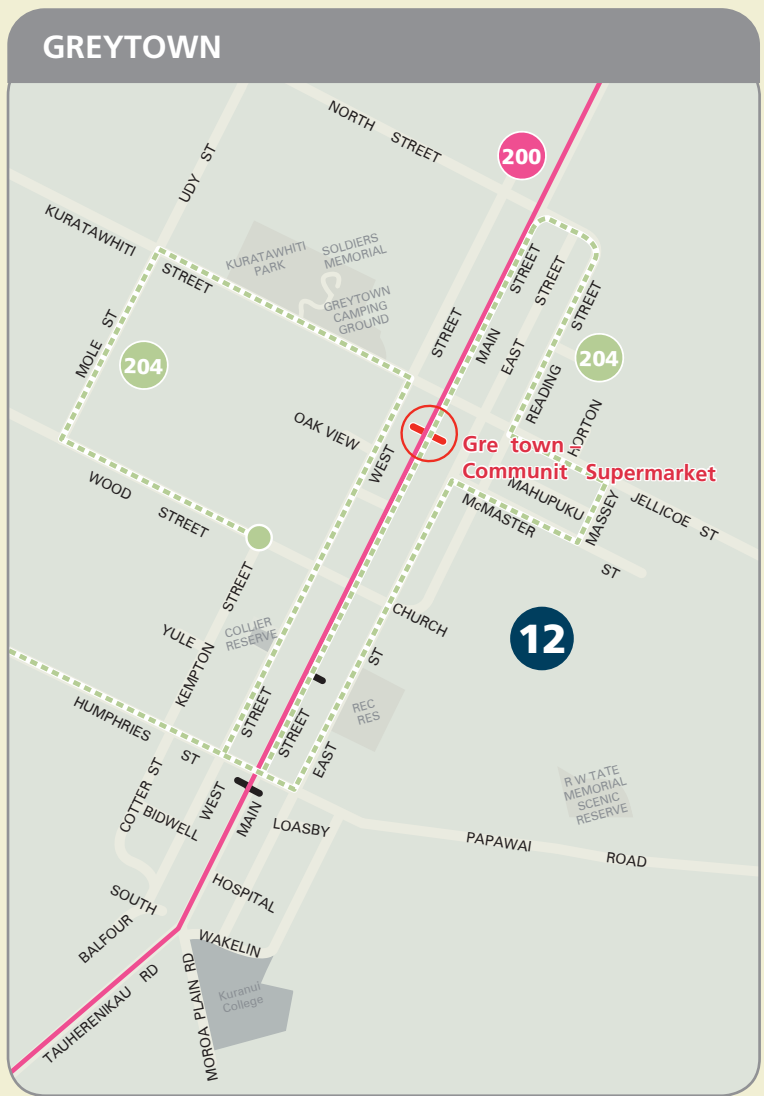 GREYTOWN
NORTH STREET
200
UDY ST
KURATAWHITI STREET
KURATAWHITI
PARK
SOLDIERS
MEMORIAL
GREYTOWN
CAMPING
GROUND
MOLE ST
204
STREET
MAIN STREET
EAST STREET
READING STREET
204
HORTON
OAK VIEW
WEST
Gre town
Communit Supermarket
MAHUPUKU
MASSEY
JELLICOE ST
McMASTER ST
WOOD STREET
STREET
CHURCH
12
YULE
COLLIER
RESERVE
KEMPTON
ST
REC
RES
HUMPHRIES ST
STREET
STREET
EAST
COTTER ST
BIDWELL
WEST
MAIN
LOASBY
R W TATE
MEMORIAL
SCENIC
RESERVE
PAPAWAI ROAD
SOUTH
HOSPITAL
BALFOUR
WAKELIN
TAUHERENIKAU RD
MOROA PLAIN RD
Kuranui
College